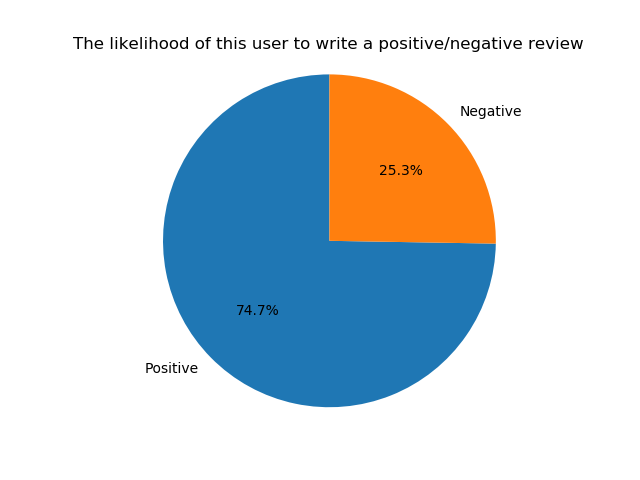 The likelihood of this user to write a positive/negative review
Negative
25.3%
74.7%
Positive